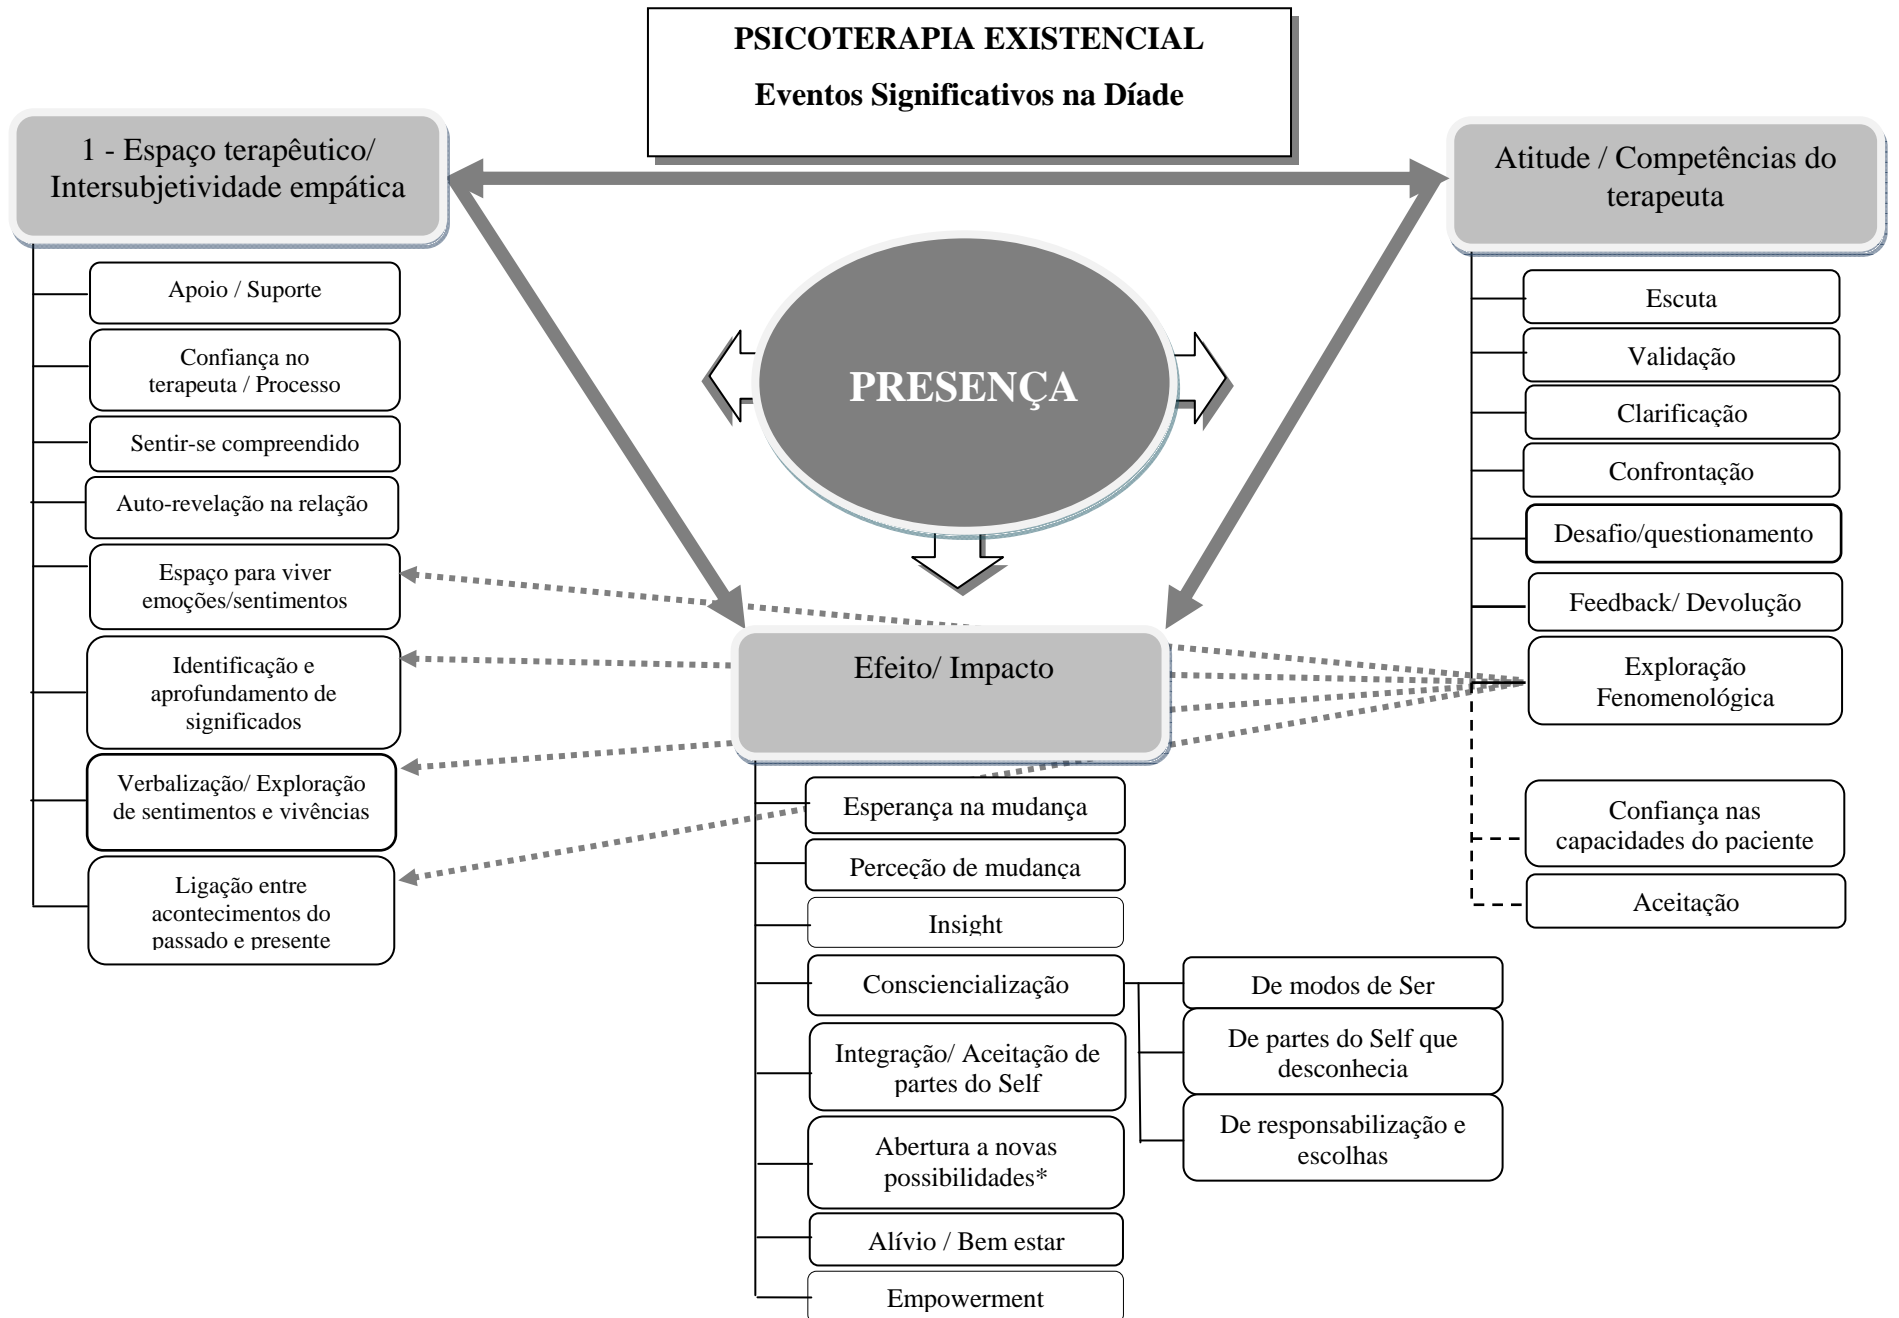 PSICOTERAPIA EXISTENCIAL
Eventos Significativos na Díade
1 - Espaço terapêutico/
Intersubjetividade empática
Apoio / Suporte
Confiança no
terapeuta / Processo
Sentir-se compreendido
Auto-revelação na relação
Espaço para viver
emoções/sentimentos
Identificação e
aprofundamento de
significados
Verbalização/ Exploração
de sentimentos e vivências
Ligação entre
acontecimentos do
passado e presente
PRESENÇA
Efeito/ Impacto
Esperança na mudança
Perceção de mudança
Insight
Consciencialização
De modos de Ser
De partes do Self que
desconhecia
De responsabilização e
escolhas
Integração/ Aceitação de
partes do Self
Abertura a novas
possibilidades*
Alívio / Bem estar
Empowerment
Atitude / Competências do
terapeuta
Escuta
Validação
Clarificação
Confrontação
Desafio/questionamento
Feedback/ Devolução
Exploração
Fenomenológica
Confiança nas
capacidades do paciente
Aceitação